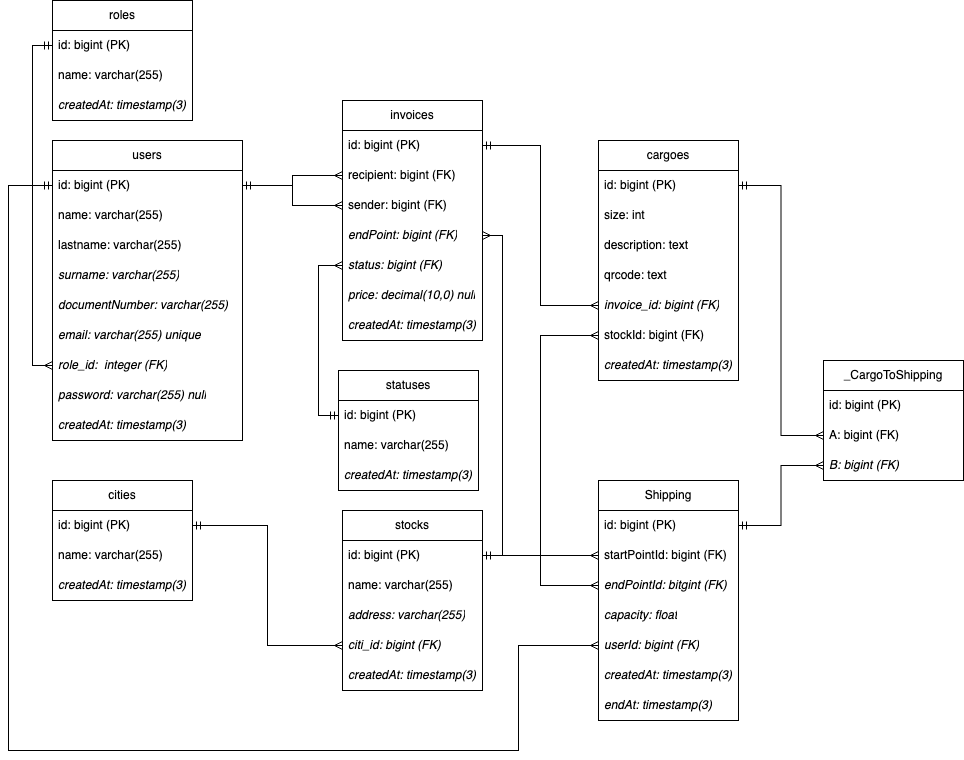 roles
id: bigint (PK)
name: varchar(255)
createdAt: timestamp(3)
users
id: bigint (PK)
name: varchar(255)
lastname: varchar(255)
surname: varchar(255)
documentNumber: varchar(255)
email: varchar(255) unique
role_id:  integer (FK)
password: varchar(255) null
createdAt: timestamp(3)
cities
id: bigint (PK)
name: varchar(255)
createdAt: timestamp(3)
invoices
id: bigint (PK)
recipient: bigint (FK)
sender: bigint (FK)
endPoint: bigint (FK)
status: bigint (FK)
price: decimal(10,0) null
createdAt: timestamp(3)
statuses
id: bigint (PK)
name: varchar(255)
createdAt: timestamp(3)
stocks
id: bigint (PK)
name: varchar(255)
address: varchar(255)
citi_id: bigint (FK)
createdAt: timestamp(3)
cargoes
id: bigint (PK)
size: int
description: text
qrcode: text
invoice_id: bigint (FK)
stockId: bigint (FK)
createdAt: timestamp(3)
Shipping
id: bigint (PK)
startPointId: bigint (FK)
endPointId: bitgint (FK)
capacity: float
userId: bigint (FK)
createdAt: timestamp(3)
endAt: timestamp(3)
_CargoToShipping
id: bigint (PK)
A: bigint (FK)
B: bigint (FK)